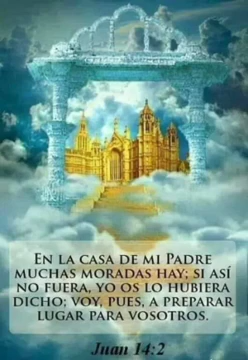 EN LA CASA DE MI PADRE
MUCHAS MORADAS HAY; SI ASÍ
NO FUERA, YO OS LO HUBIERA
DICHO; VOY, PUES, A PREPARAR
LUGAR PARA VOSOTROS.
Juan 14:2